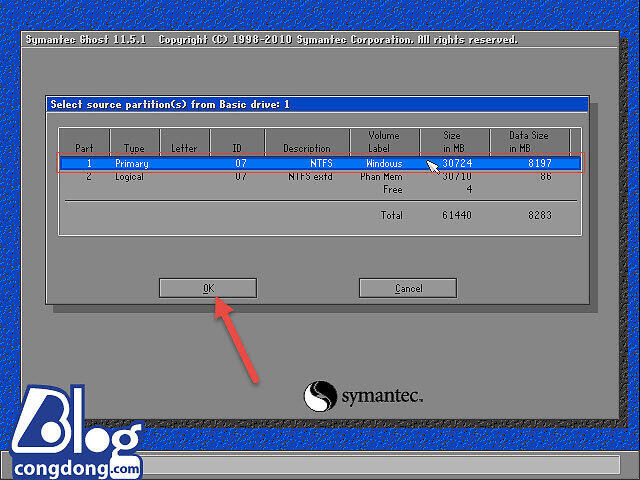 Symantec Ghost 11.5.1 Copyright (C) 1998-2010 Symantec Corporation. All rights reserved.
Select source partition(s) from Basic drive: 1
Part Type Letter ID Description Volume Label Size in MB Data Size in MB
1 Primary 07 NTFS Windows 30724 8197
2 Logical 07 NTFS extd Phan Mem 30710 86
Free 4
Total 61440 8283
OK Cancel
symantec.
Blog
congdong.com